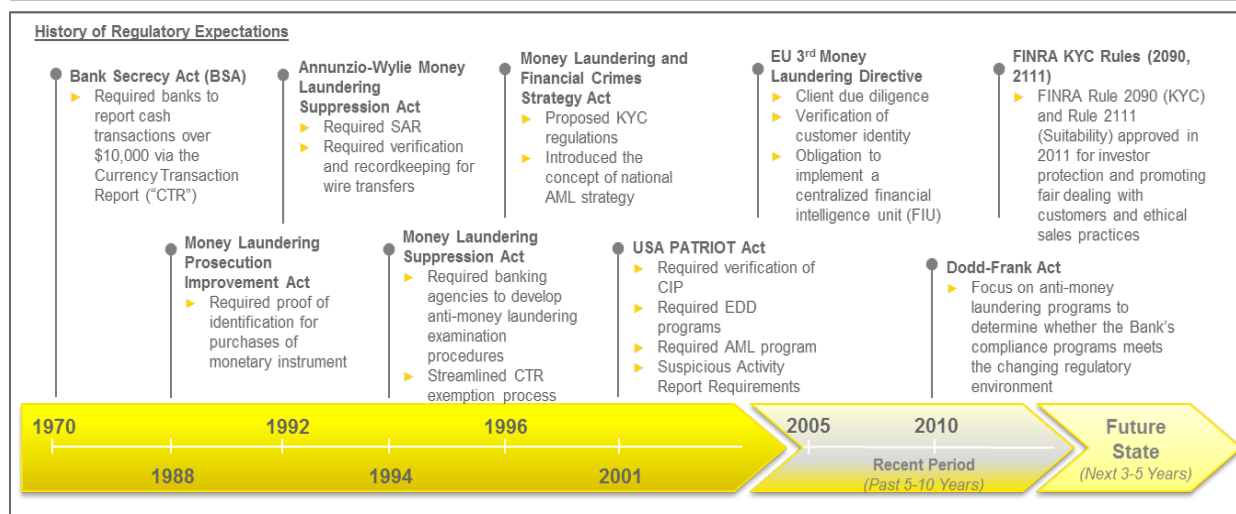 History of Regulatory Expectations
Bank Secrecy Act (BSA)
► Required banks to
report cash
transactions over
$10,000 via the
Currency Transaction
Report (“CTR”)
Annunzio-Wylie Money
Laundering
Suppression Act
► Required SAR
► Required verification
and recordkeeping for
wire transfers
Money Laundering and
Financial Crimes
Strategy Act
► Proposed KYC
regulations
► Introduced the
concept of national
AML strategy
EU 3rd Money
Laundering Directive
► Client due diligence
► Verification of
customer identity
► Obligation to
implement a
centralized financial
intelligence unit (FIU)
FINRA KYC Rules (2090,
2111)
► FINRA Rule 2090 (KYC)
and Rule 2111
(Suitability) approved in
2011 for investor
protection and promoting
fair dealing with
customers and ethical
sales practices
Money Laundering
Prosecution
Improvement Act
► Required proof of
identification for
purchases of
monetary instrument
Money Laundering
Suppression Act
► Required banking
agencies to develop
anti-money laundering
examination
procedures
► Streamlined CTR
exemption process
USA PATRIOT Act
► Required verification of
CIP
► Required EDD
programs
► Required AML program
► Suspicious Activity
Report Requirements
Dodd-Frank Act
► Focus on anti-money
laundering programs to
determine whether the Bank’s
compliance programs meets
the changing regulatory
environment
1970
1992
1996
2005
2010
1988
1994
2001
Recent Period
(Past 5-10 Years)
Future
State
(Next 3-5 Years)